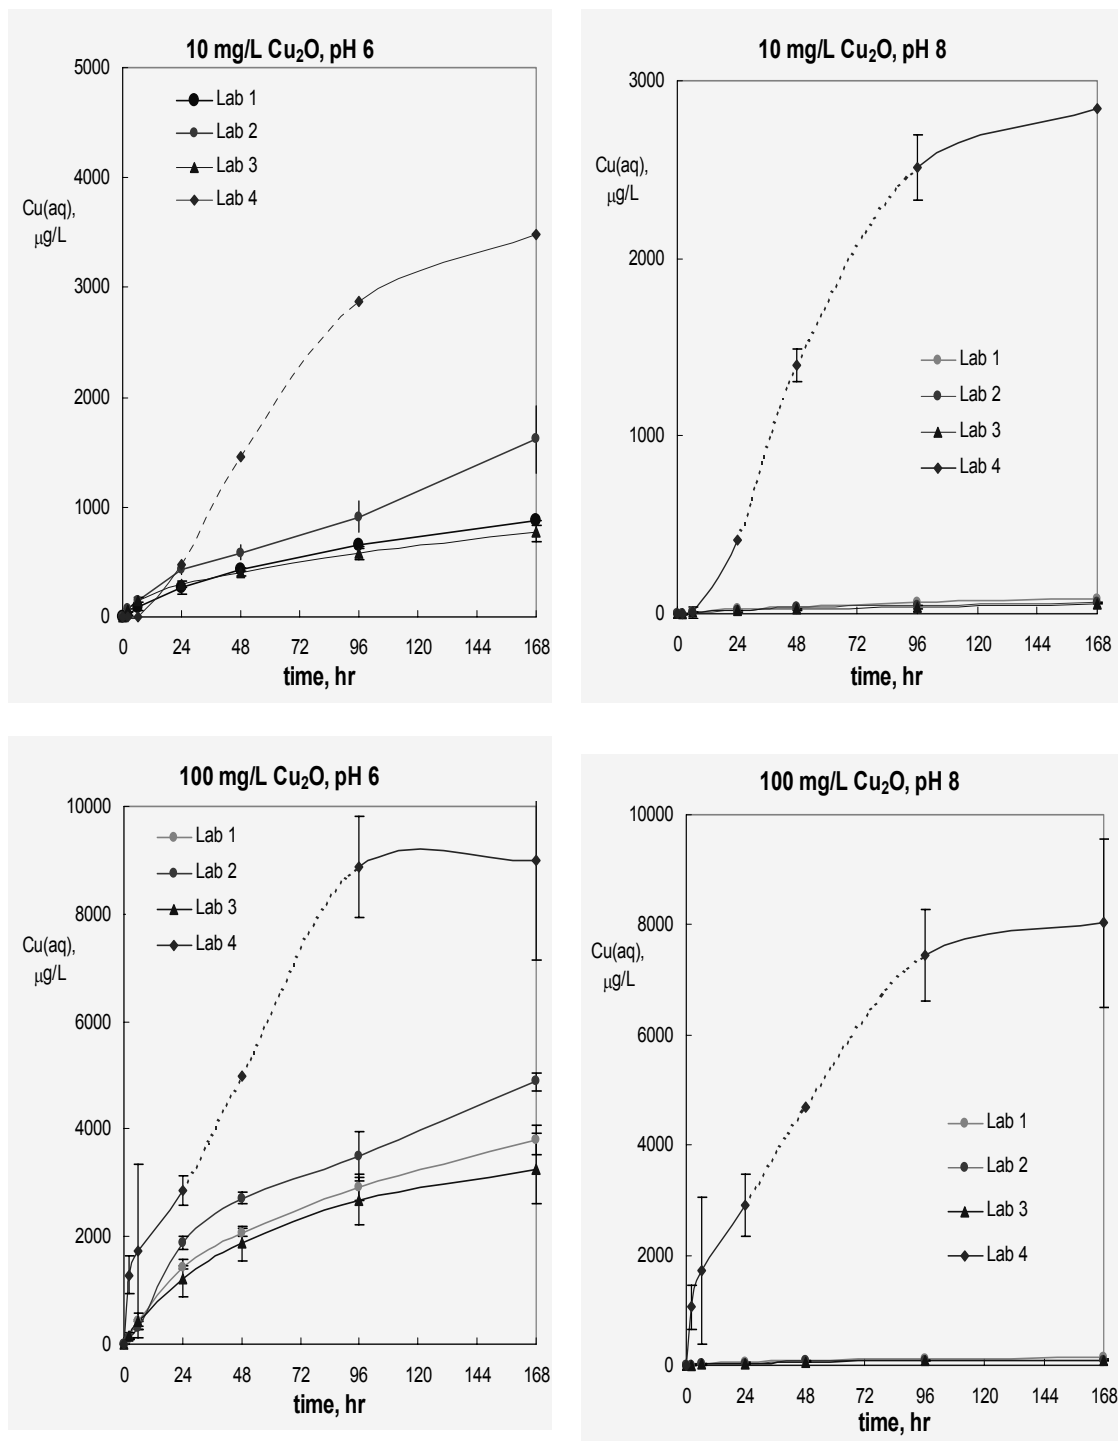 10 mg/L Cu₂O, pH 6
5000
4000
3000
2000
1000
0
Cu(aq),
µg/L
Lab 1
Lab 2
Lab 3
Lab 4
0 24 48 72 96 120 144 168
time, hr
10 mg/L Cu₂O, pH 8
3000
2000
1000
0
Cu(aq),
µg/L
Lab 1
Lab 2
Lab 3
Lab 4
0 24 48 72 96 120 144 168
time, hr
100 mg/L Cu₂O, pH 6
10000
8000
6000
4000
2000
0
Cu(aq),
µg/L
Lab 1
Lab 2
Lab 3
Lab 4
0 24 48 72 96 120 144 168
time, hr
100 mg/L Cu₂O, pH 8
10000
8000
6000
4000
2000
0
Cu(aq),
µg/L
Lab 1
Lab 2
Lab 3
Lab 4
0 24 48 72 96 120 144 168
time, hr